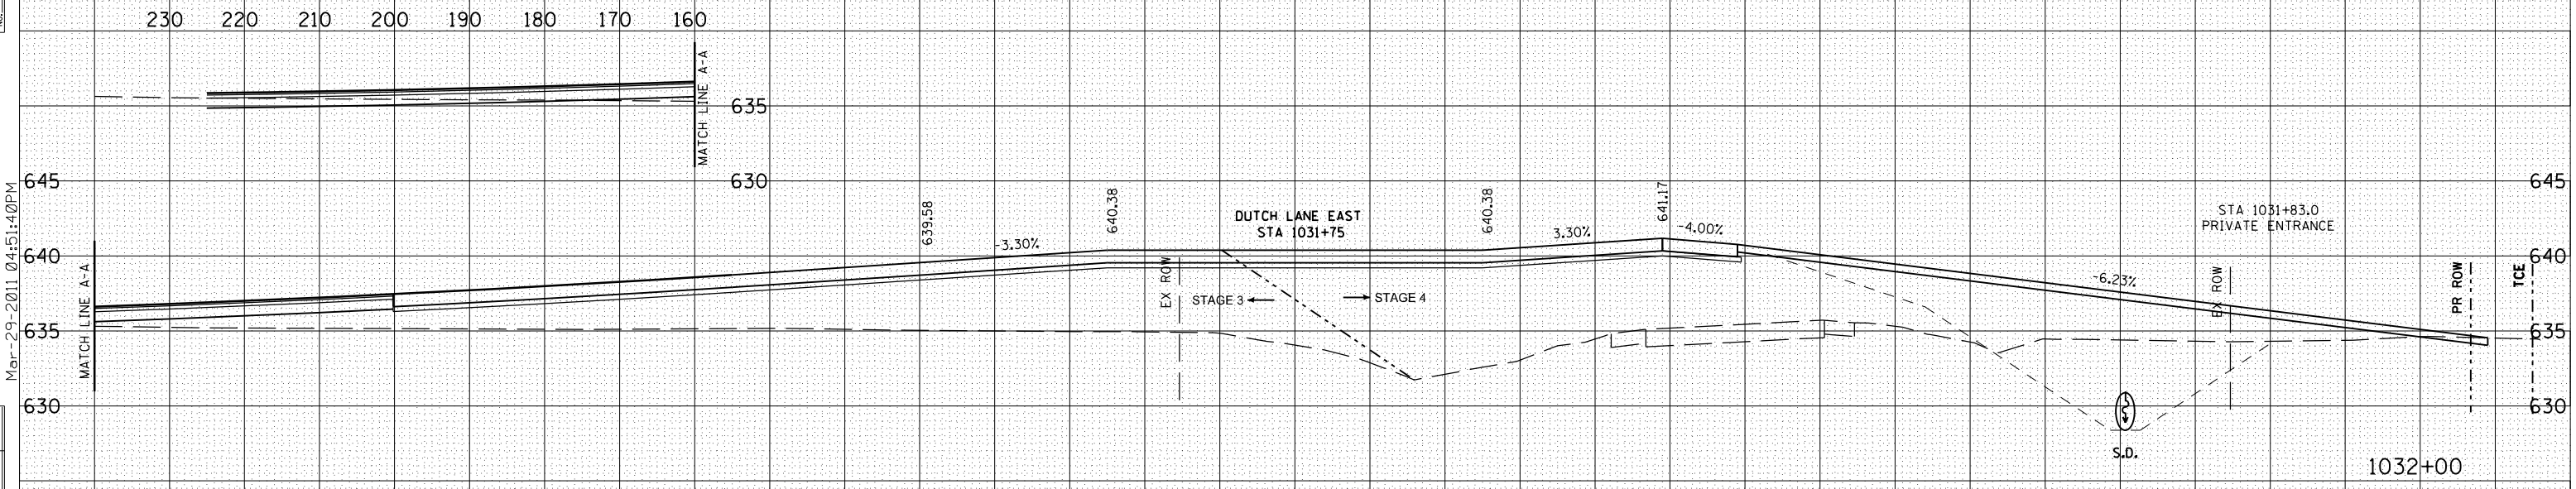 230 220 210 200 190 180 170 160
MATCH LINE A-A
635
630
Mar-29-2011 04:51:40PM
645
640
635
630
MATCH LINE A-A
639.58
-3.30%
640.38
EX ROW
DUTCH LANE EAST
STA 1031+75
STAGE 3
STAGE 4
640.38
3.30%
641.17
-4.00%
-6.23%
S.D.
STA 1031+83.0
PRIVATE ENTRANCE
EX ROW
PR ROW
TCE
645
640
635
630
1032+00